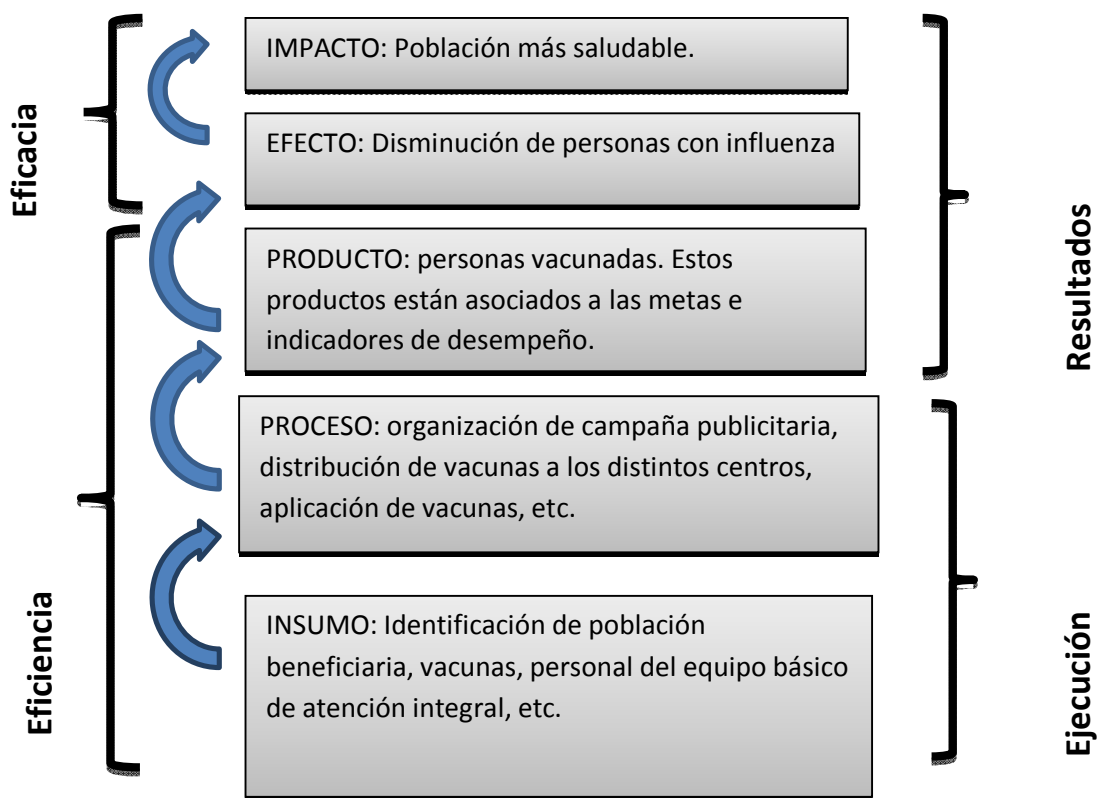 IMPACTO: Población más saludable.
Eficacia
EFECTO: Disminución de personas con influenza
PRODUCTO: personas vacunadas. Estos
productos están asociados a las metas e
indicadores de desempeño.
Resultados
PROCESO: organización de campaña publicitaria,
distribución de vacunas a los distintos centros,
aplicación de vacunas, etc.
Eficiencia
INSUMO: Identificación de población
beneficiaria, vacunas, personal del equipo básico
de atención integral, etc.
Ejecución